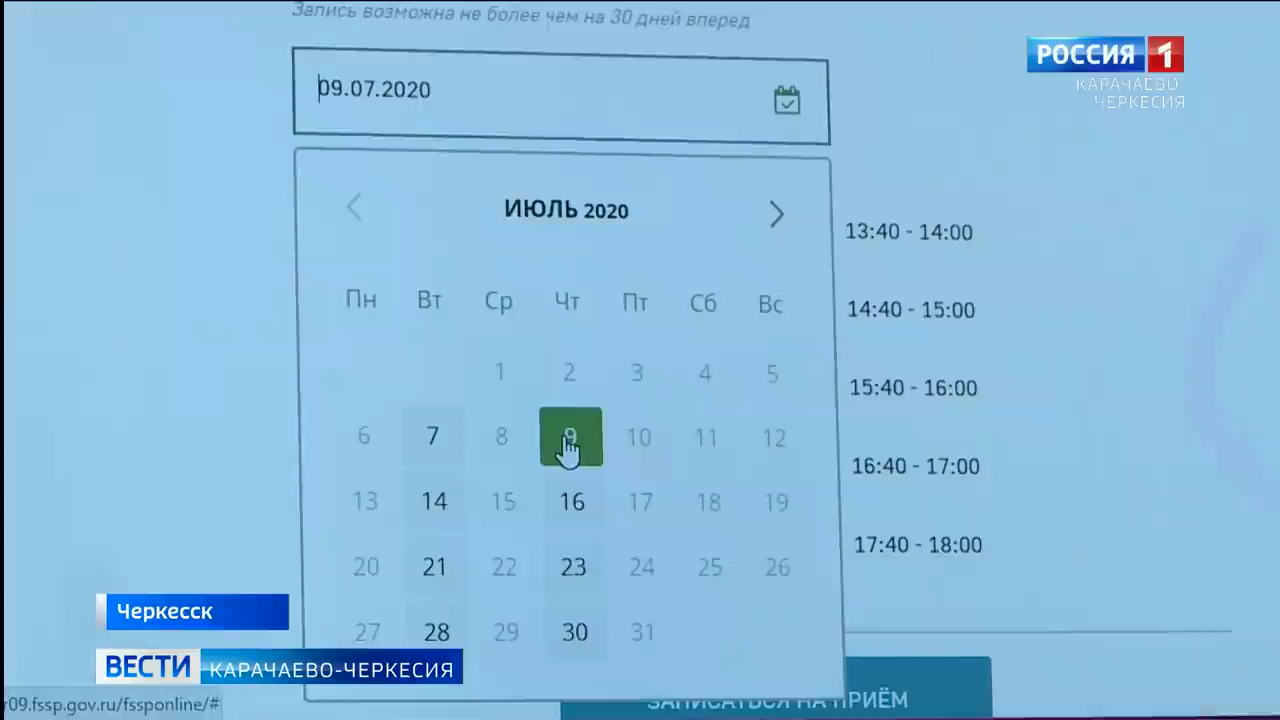 Запись возможна не более чем на 30 дней вперед
РОССИЯ 1
КАРАЧАЕВО
ЧЕРКЕСИЯ
09.07.2020
ИЮЛЬ 2020
Пн Вт Ср Чт Пт Сб Вс
1 2 3 4 5
6 7 8 9 10 11 12
13 14 15 16 17 18 19
20 21 22 23 24 25 26
27 28 29 30 31
13:40 - 14:00
14:40 - 15:00
15:40 - 16:00
16:40 - 17:00
17:40 - 18:00
Черкесск
ВЕСТИ КАРАЧАЕВО-ЧЕРКЕСИЯ
ЗАПИСАТЬСЯ НА ПРИЁМ
r09.fssp.gov.ru/fssponline/#